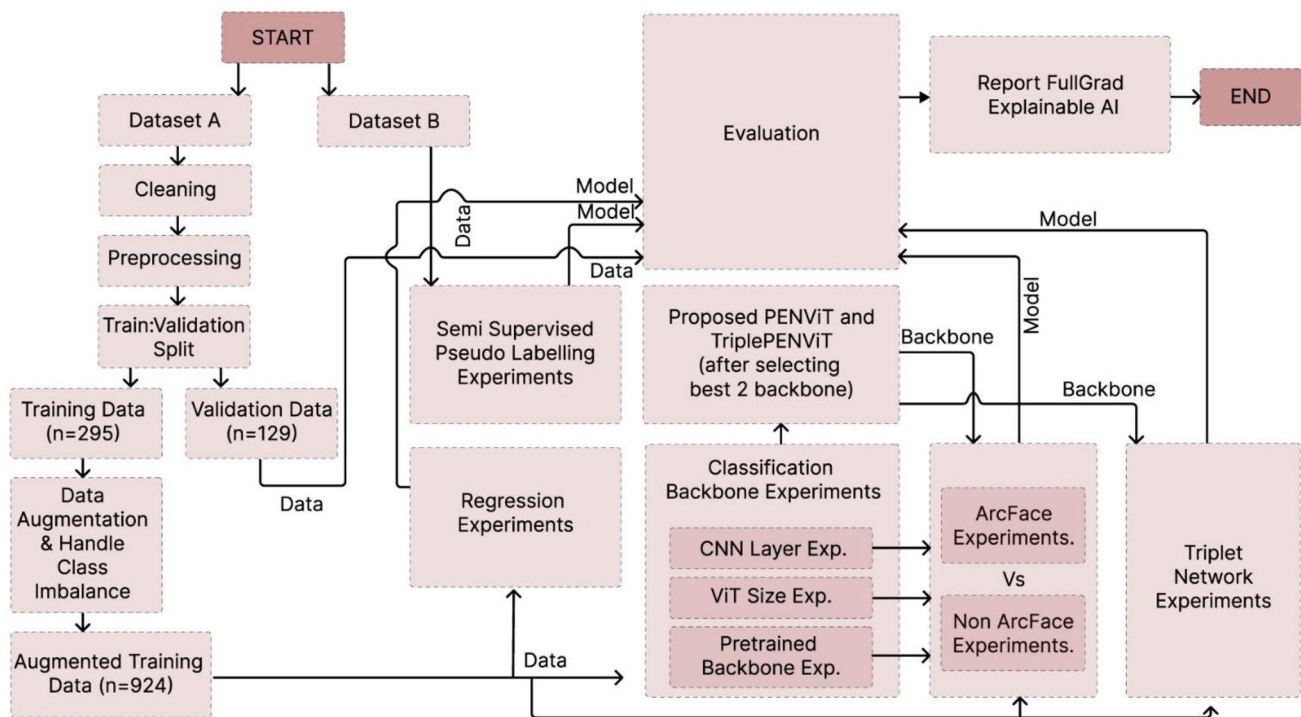 START
Dataset A
Dataset B
Cleaning
Preprocessing
Train:Validation
Split
Training Data
(n=295)
Validation Data
(n=129)
Data
Augmentation
& Handle
Class
Imbalance
Augmented Training
Data (n=924)
Data
Data
Data
Model
Model
Data
Semi Supervised
Pseudo Labelling
Experiments
Regression
Experiments
Evaluation
Report FullGrad
Explainable AI
END
Proposed PENViT and
TriplePENViT
(after selecting
best 2 backbone)
Backbone
Backbone
Model
Model
Classification
Backbone Experiments
CNN Layer Exp.
ViT Size Exp.
Pretrained
Backbone Exp.
ArcFace
Experiments.
Vs
Non ArcFace
Experiments.
Triplet
Network
Experiments